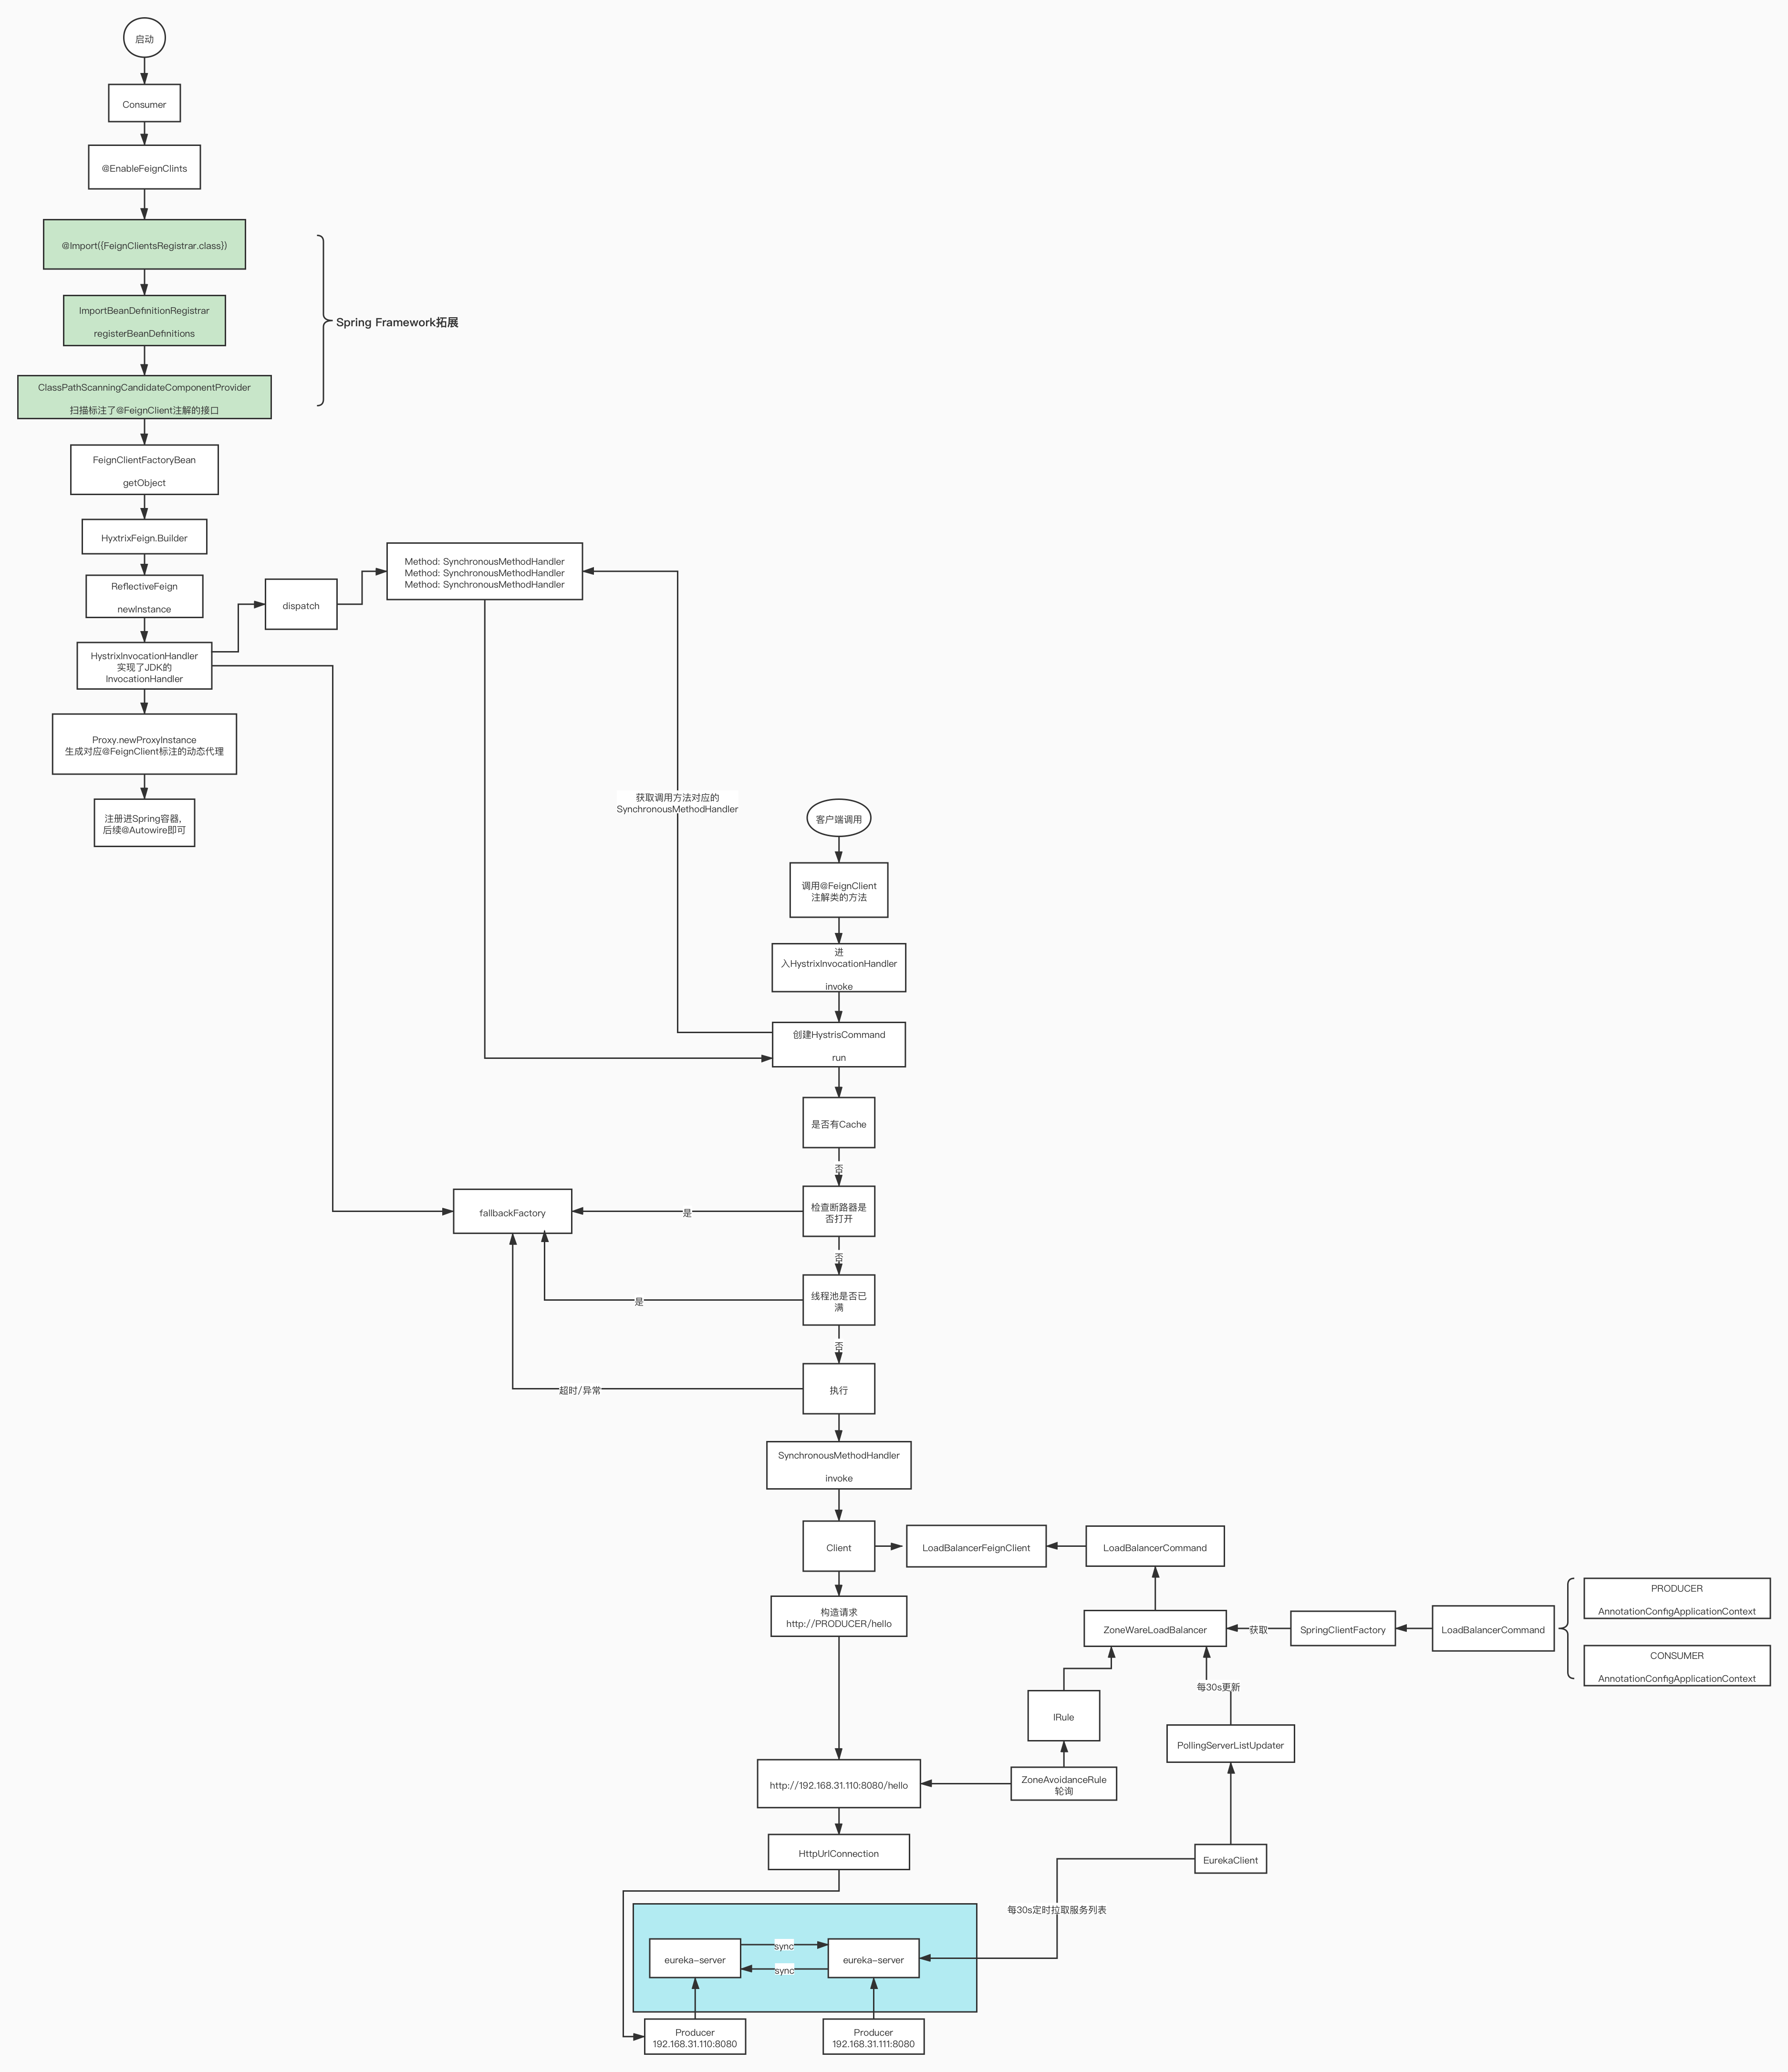 启动
Consumer
@EnableFeignClints
@Import({FeignClientsRegistrar.class})
ImportBeanDefinitionRegistrar
registerBeanDefinitions
Spring Framework拓展
ClassPathScanningCandidateComponentProvider
扫描标注了@FeignClient注解的接口
FeignClientFactoryBean
getObject
HyxtrixFeign.Builder
ReflectiveFeign
newInstance
dispatch
Method: SynchronousMethodHandler
Method: SynchronousMethodHandler
Method: SynchronousMethodHandler
HystrixInvocationHandler
实现了JDK的
InvocationHandler
Proxy.newProxyInstance
生成对应@FeignClient标注的动态代理
注册进Spring容器,
后续@Autowire即可
获取调用方法对应的
SynchronousMethodHandler
客户端调用
调用@FeignClient
注解类的方法
进
入HystrixInvocationHandler
invoke
创建HystrisCommand
run
是否有Cache
否
检查断路器是
否打开
是
fallbackFactory
否
线程池是否已
满
是
否
执行
超时/异常
SynchronousMethodHandler
invoke
Client
LoadBalancerFeignClient
LoadBalancerCommand
构造请求
http://PRODUCER/hello
ZoneWareLoadBalancer
获取
SpringClientFactory
LoadBalancerCommand
PRODUCER
AnnotationConfigApplicationContext
CONSUMER
AnnotationConfigApplicationContext
每30s更新
IRule
PollingServerListUpdater
ZoneAvoidanceRule
轮询
http://192.168.31.110:8080/hello
HttpUrlConnection
EurekaClient
每30s定时拉取服务列表
eureka-server
sync
sync
eureka-server
Producer
192.168.31.110:8080
Producer
192.168.31.111:8080